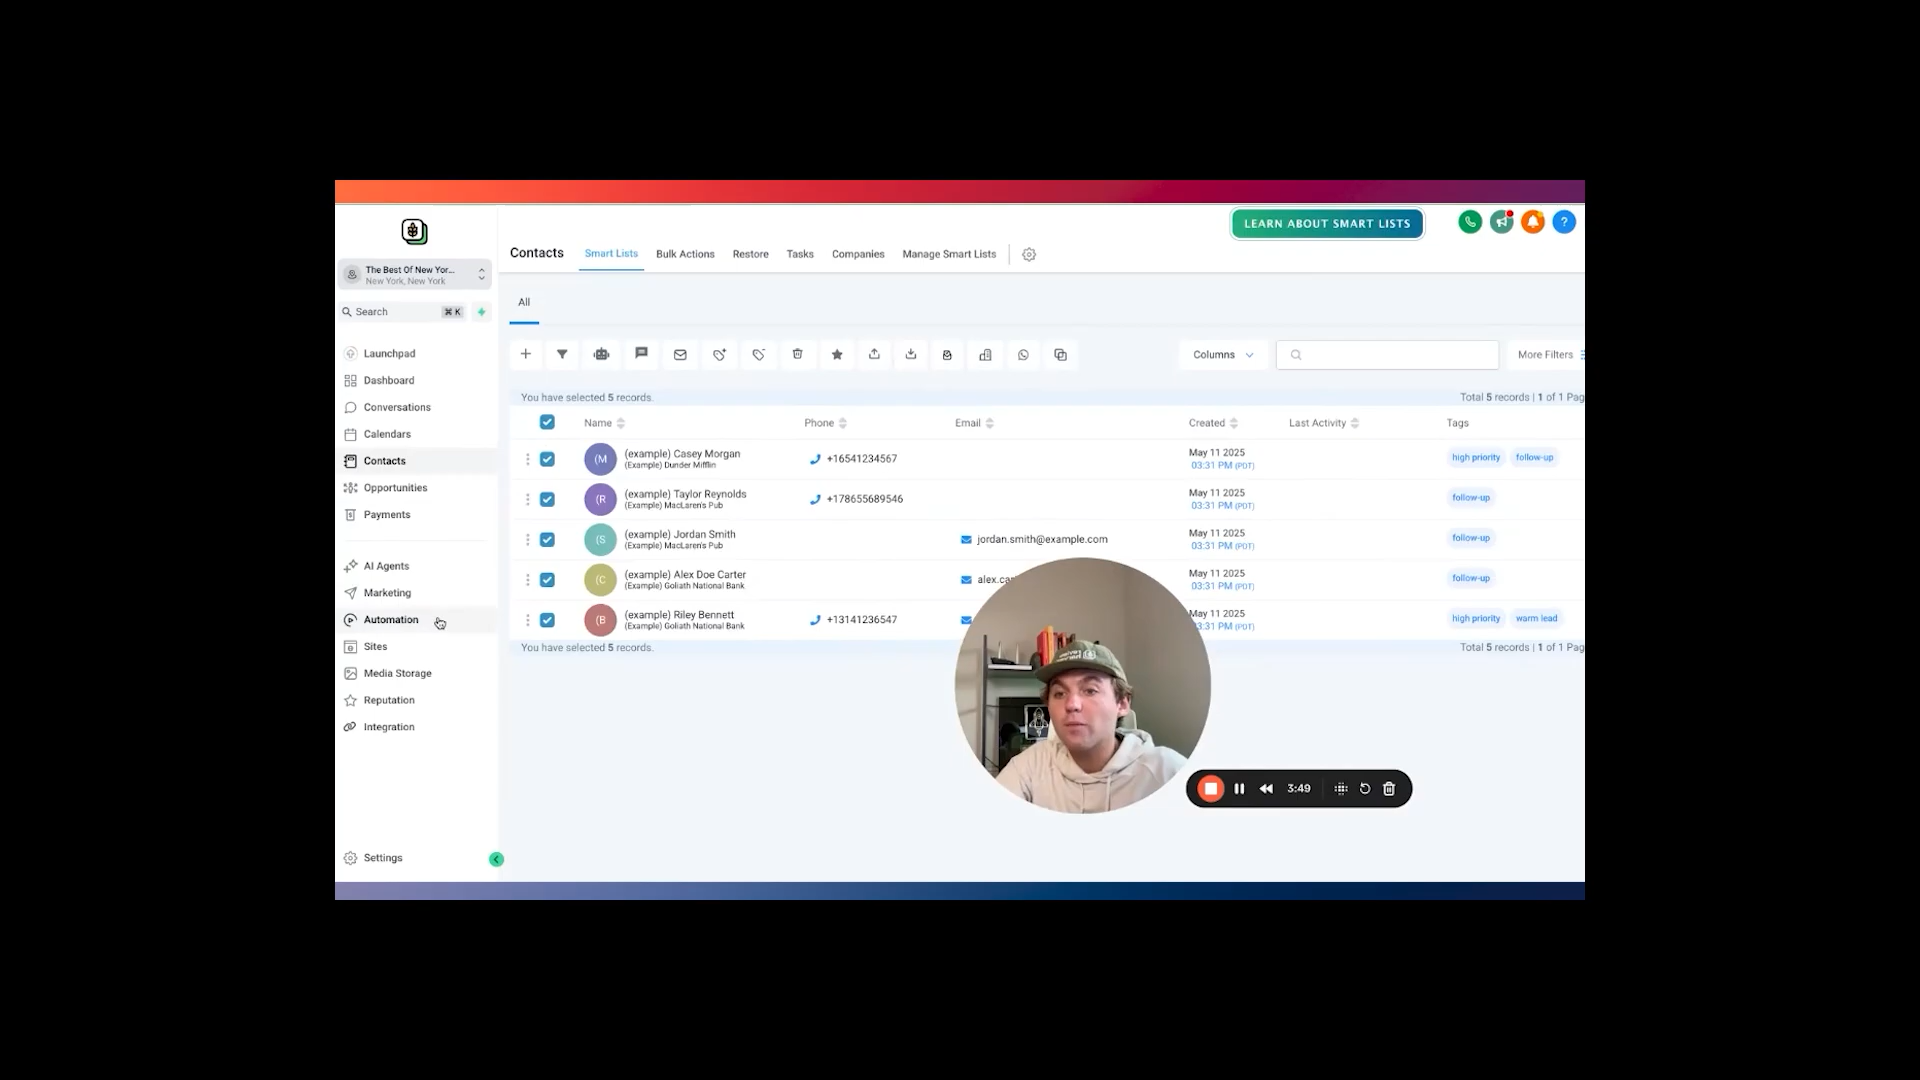 LEARN ABOUT SMART LISTS
?
Contacts
Smart Lists
Bulk Actions
Restore
Tasks
Companies
Manage Smart Lists
The Best Of New Yor...
New York, New York
Search
⌘ K
Launchpad
Dashboard
Conversations
Calendars
Contacts
Opportunities
Payments
AI Agents
Marketing
Automation
Sites
Media Storage
Reputation
Integration
Settings
All
Columns
More Filters
You have selected 5 records.
Total 5 records | 1 of 1 Pag
Name
Phone
Email
Created
Last Activity
Tags
(M
(example) Casey Morgan
(Example) Dunder Mifflin
+16541234567
May 11 2025
03:31 PM (PDT)
high priority
follow-up
(R
(example) Taylor Reynolds
(Example) MacLaren's Pub
+178655689546
May 11 2025
03:31 PM (PDT)
follow-up
(S
(example) Jordan Smith
(Example) MacLaren's Pub
jordan.smith@example.com
May 11 2025
03:31 PM (PDT)
follow-up
(C
(example) Alex Doe Carter
(Example) Goliath National Bank
May 11 2025
03:31 PM (PDT)
follow-up
(B
(example) Riley Bennett
(Example) Goliath National Bank
+13141236547
May 11 2025
3:31 PM (PDT)
high priority
warm lead
You have selected 5 records.
Total 5 records | 1 of 1 Pag
3:49